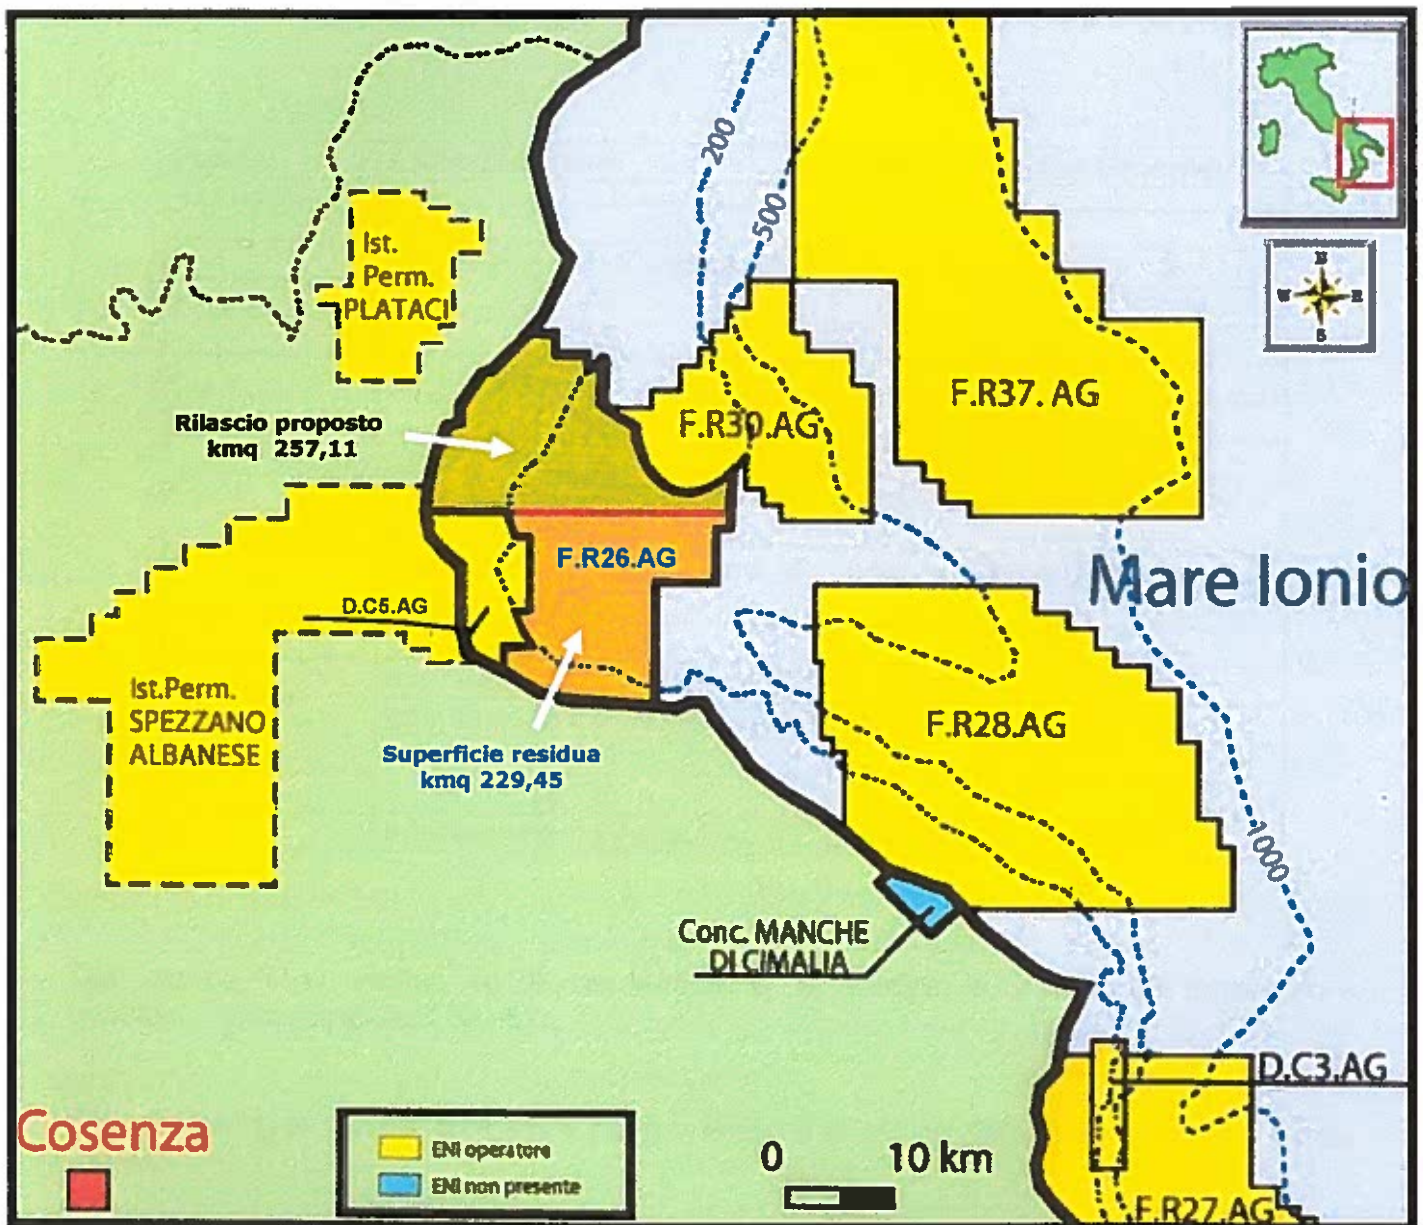 200
500
N
W
E
S
Ist.
Perm.
PLATACI
F.R37. AG
Rilascio proposto
kmq 257,11
F.R30.AG
F.R26.AG
Mare Ionio
D.C5.AG
Ist.Perm.
SPEZZANO
ALBANESE
F.R28.AG
Superficie residua
kmq 229,45
1000
Conc. MANCHE
DI CIMALIA
D.C3.AG
Cosenza
ENI operatore
ENI non presente
0 10 km
F.R27.AG